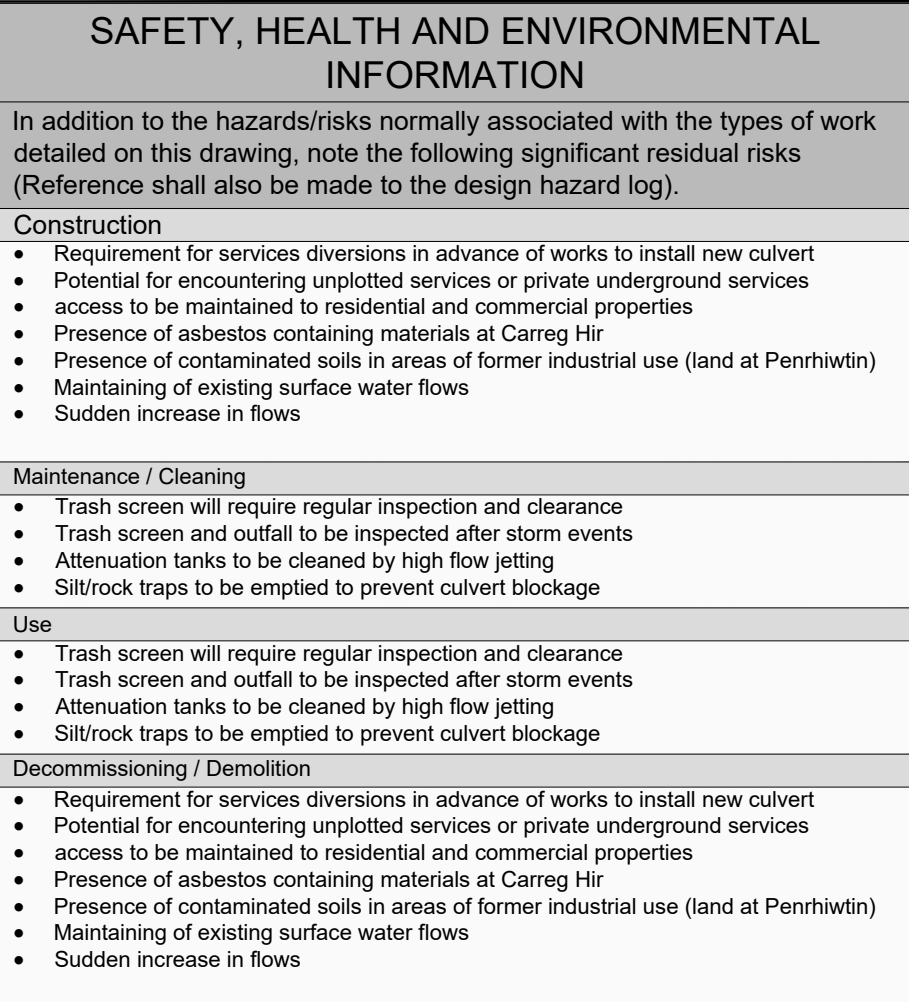 SAFETY, HEALTH AND ENVIRONMENTAL
INFORMATION
In addition to the hazards/risks normally associated with the types of work
detailed on this drawing, note the following significant residual risks
(Reference shall also be made to the design hazard log).
Construction
• Requirement for services diversions in advance of works to install new culvert
• Potential for encountering unplotted services or private underground services
• access to be maintained to residential and commercial properties
• Presence of asbestos containing materials at Carreg Hir
• Presence of contaminated soils in areas of former industrial use (land at Penrhiwtin)
• Maintaining of existing surface water flows
• Sudden increase in flows
Maintenance / Cleaning
• Trash screen will require regular inspection and clearance
• Trash screen and outfall to be inspected after storm events
• Attenuation tanks to be cleaned by high flow jetting
• Silt/rock traps to be emptied to prevent culvert blockage
Use
• Trash screen will require regular inspection and clearance
• Trash screen and outfall to be inspected after storm events
• Attenuation tanks to be cleaned by high flow jetting
• Silt/rock traps to be emptied to prevent culvert blockage
Decommissioning / Demolition
• Requirement for services diversions in advance of works to install new culvert
• Potential for encountering unplotted services or private underground services
• access to be maintained to residential and commercial properties
• Presence of asbestos containing materials at Carreg Hir
• Presence of contaminated soils in areas of former industrial use (land at Penrhiwtin)
• Maintaining of existing surface water flows
• Sudden increase in flows